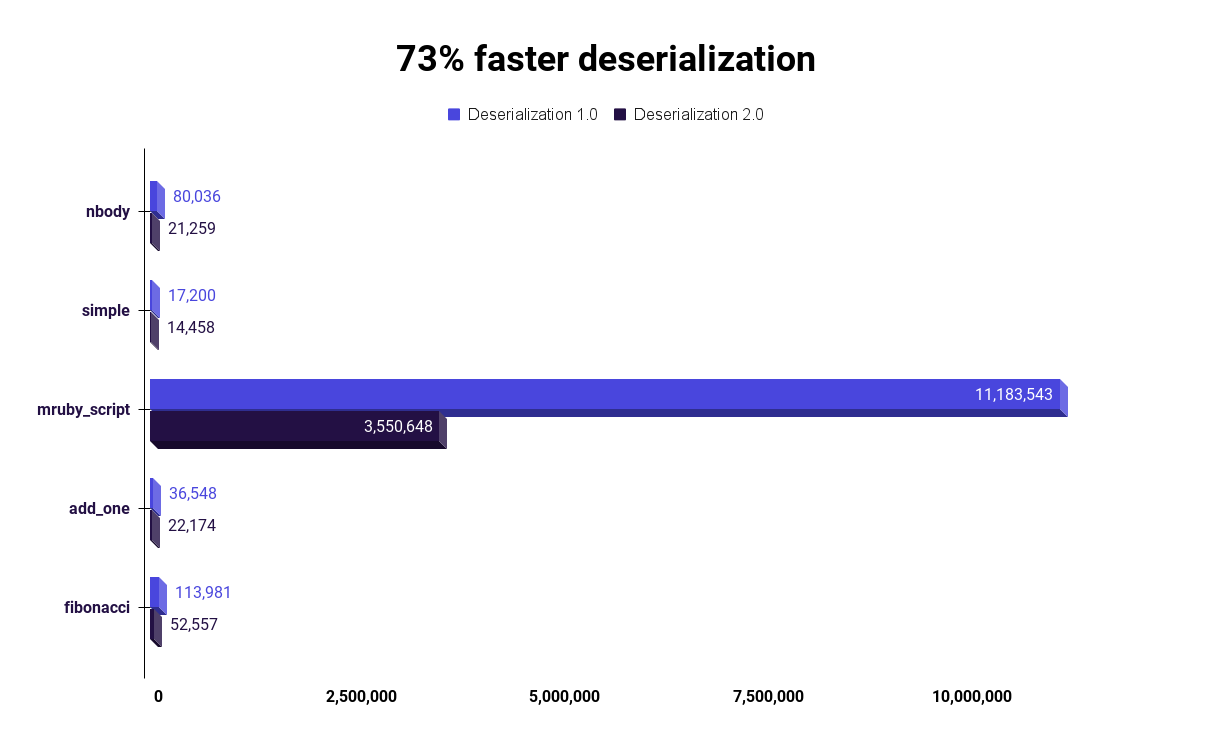 73% faster deserialization
Deserialization 1.0 Deserialization 2.0
nbody 80,036
21,259
simple 17,200
14,458
mruby_script 11,183,543
3,550,648
add_one 36,548
22,174
fibonacci 113,981
52,557
0 2,500,000 5,000,000 7,500,000 10,000,000